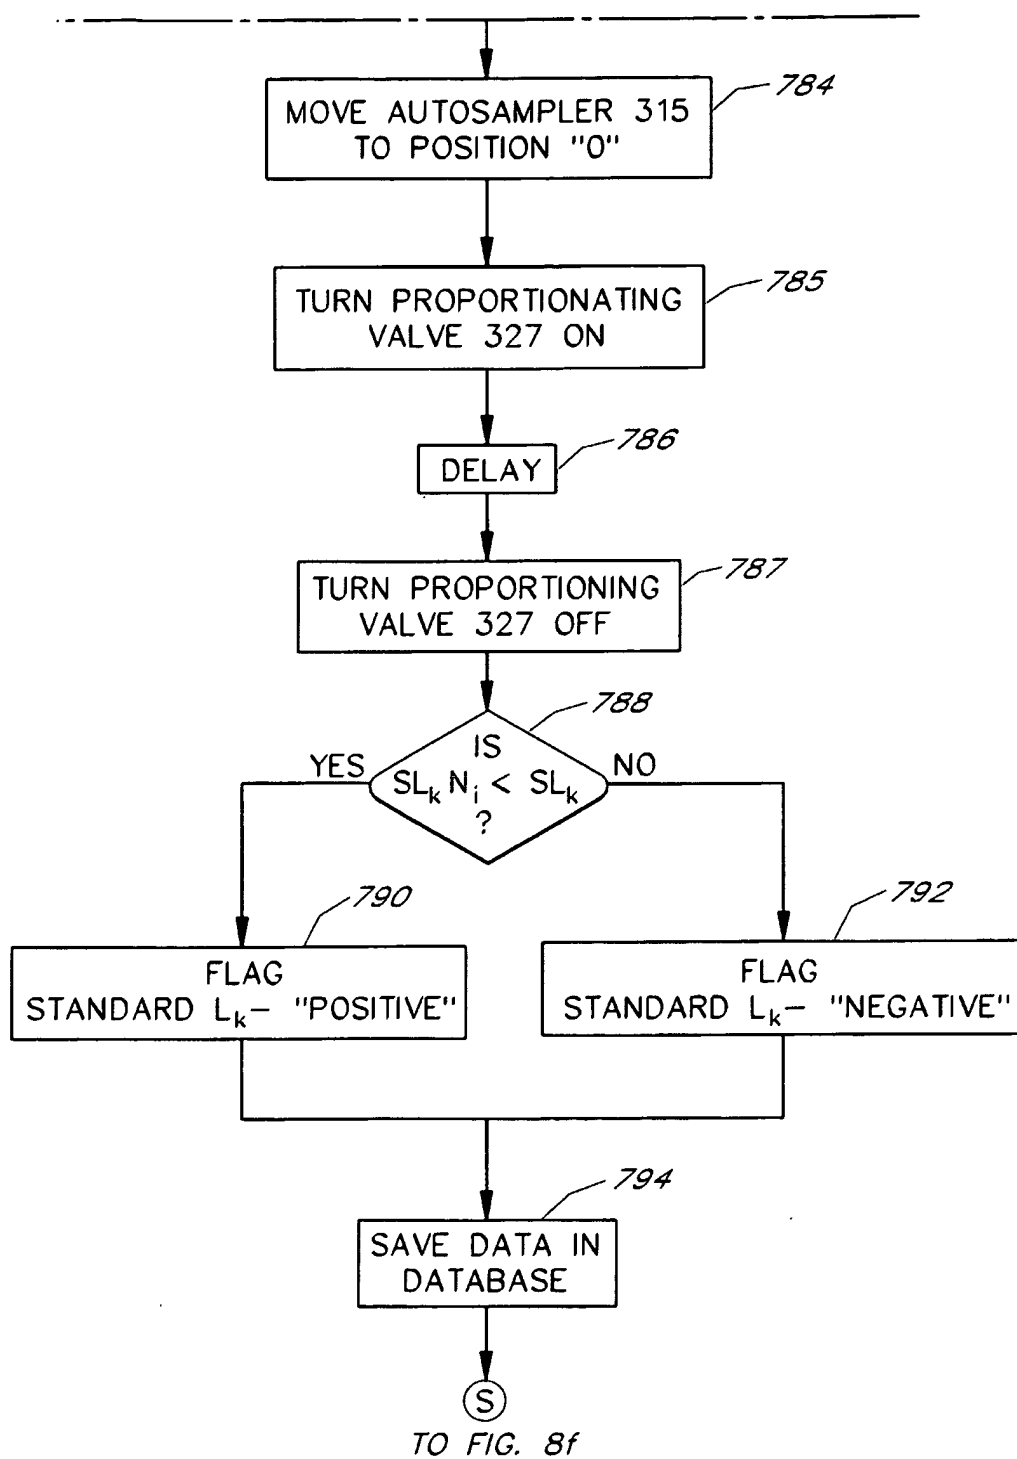 784
MOVE AUTOSAMPLER 315
TO POSITION "0"
785
TURN PROPORTIONATING
VALVE 327 ON
786
DELAY
787
TURN PROPORTIONING
VALVE 327 OFF
788
IS
YES
NO
SLk Ni < SLk
?
790
FLAG
STANDARD Lk– "POSITIVE"
792
FLAG
STANDARD Lk– "NEGATIVE"
794
SAVE DATA IN
DATABASE
S
TO FIG. 8f